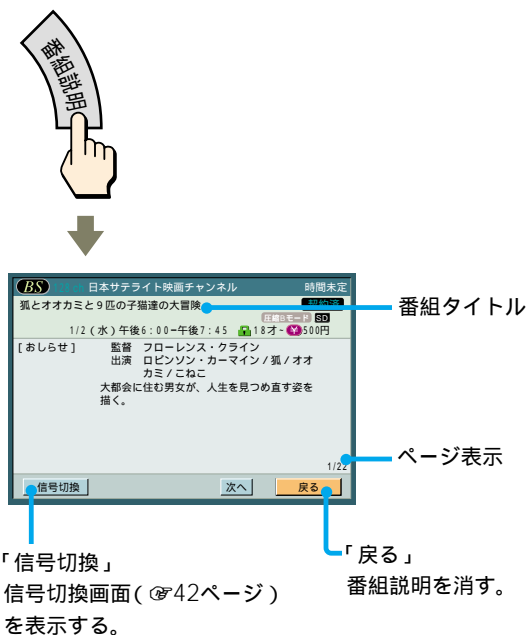 番組説明
BS 日本サテライト映画チャンネル 時間未定
狐とオオカミと9匹の子猫達の大冒険 契約済
圧縮Bモード SD
1/2(水)午後6:00−午後7:45 18才~ ¥500円
[おしらせ] 監督 フローレンス・クライン
出演 ロビンソン・カーマイン/狐/オオ
カミ/こねこ
大都会に住む男女が、人生を見つめ直す姿を
描く。
1/22
信号切換 次へ 戻る
番組タイトル
ページ表示
「信号切換」
信号切換画面(☞42ページ)
を表示する。
「戻る」
番組説明を消す。